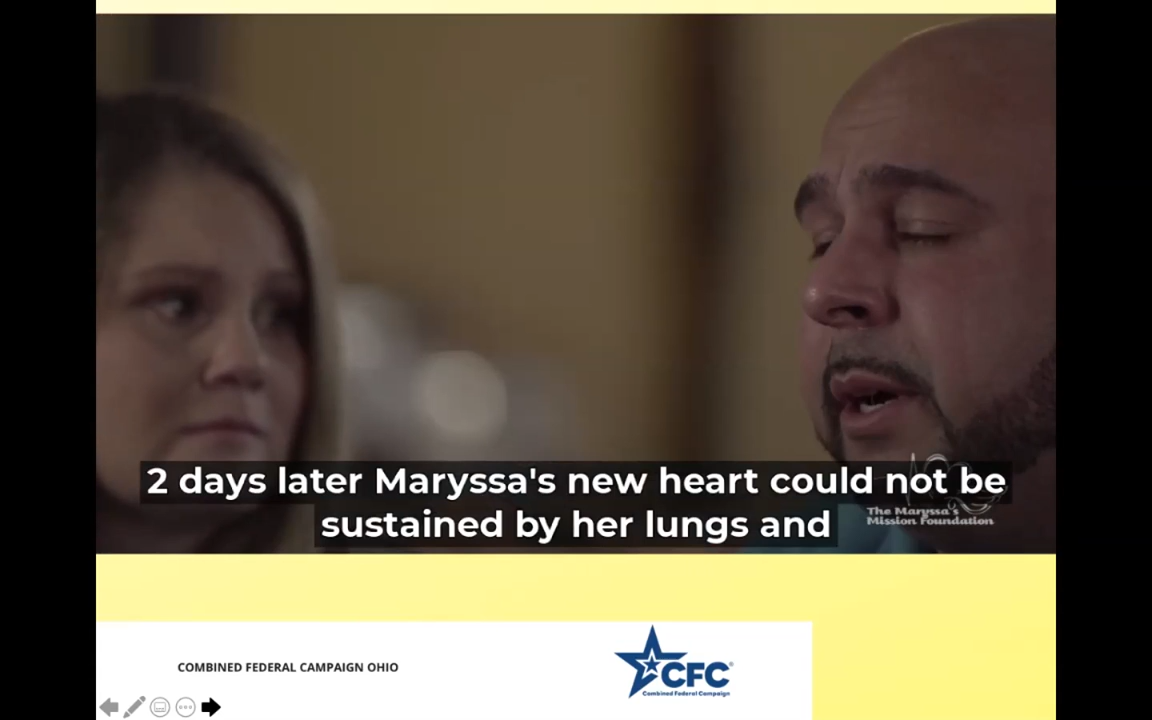 2 days later Maryssa's new heart could not be
sustained by her lungs and
The Maryssa's
Mission Foundation
COMBINED FEDERAL CAMPAIGN OHIO
CFC
Combined Federal Campaign